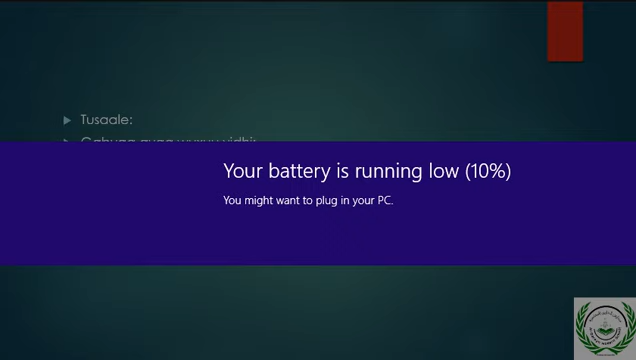 Tusaale:
Your battery is running low (10%)
You might want to plug in your PC.